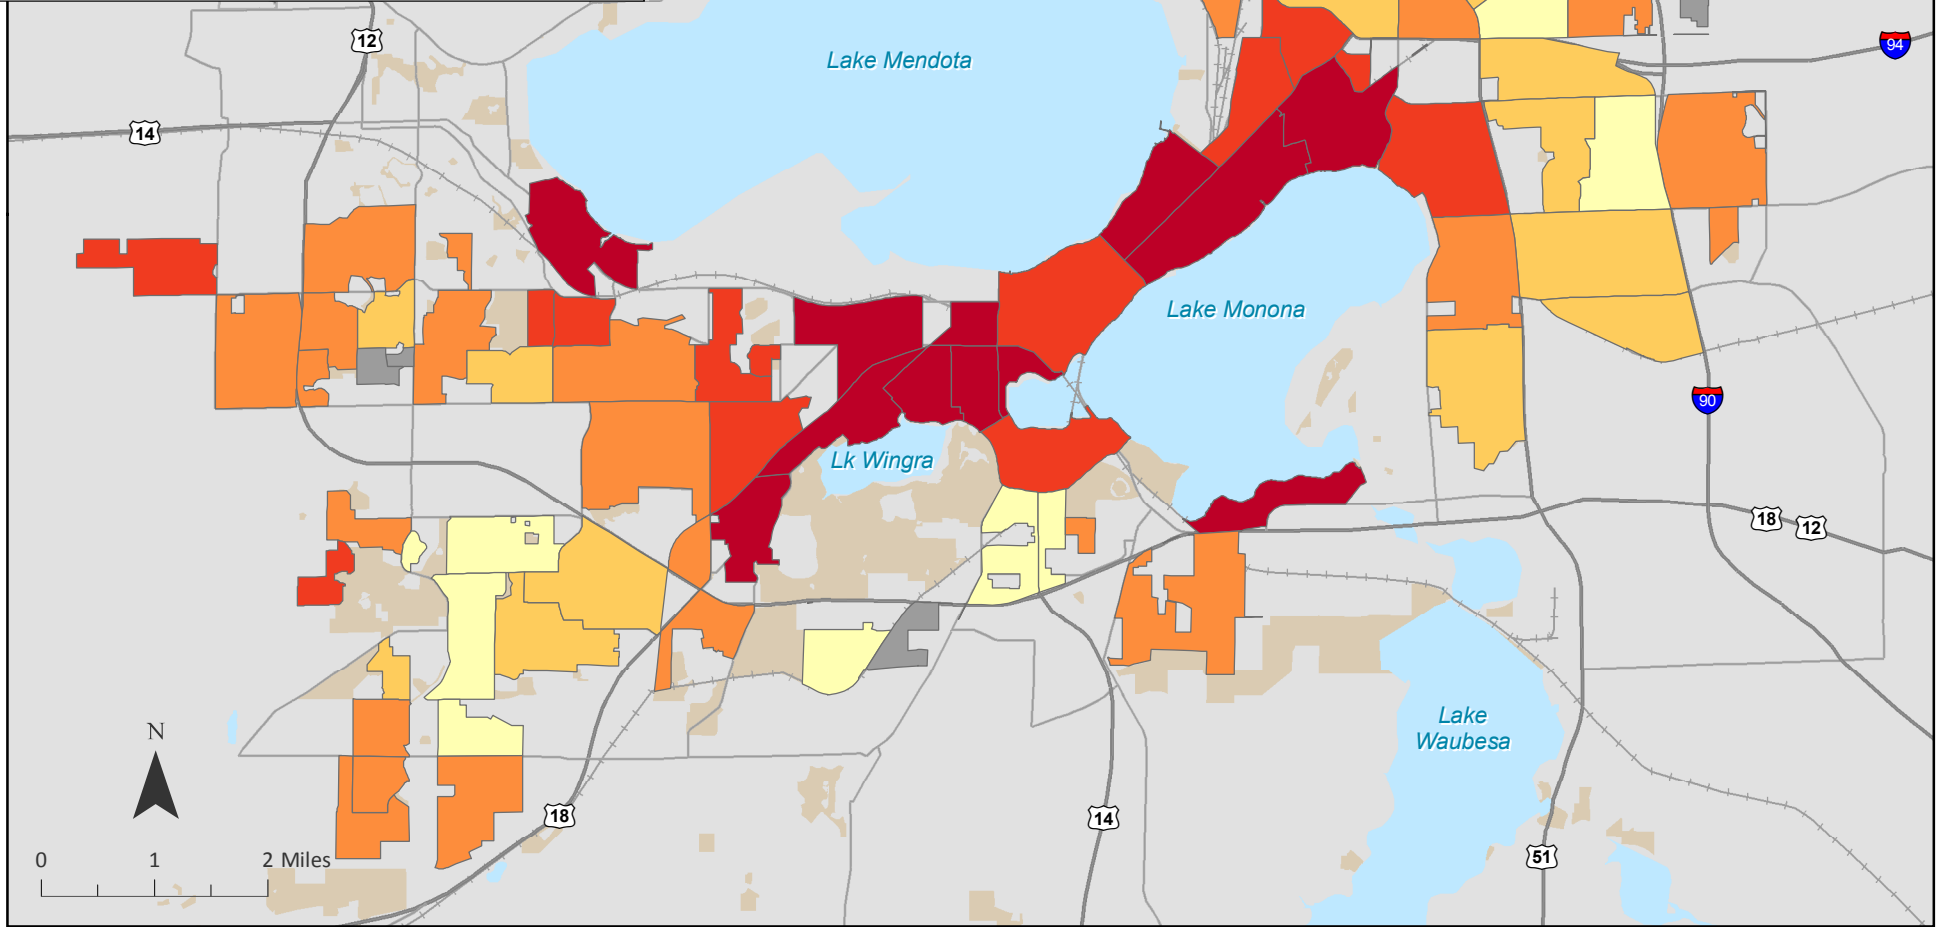 12
Lake Mendota
94
14
Lake Monona
90
Lk Wingra
18
12
N
Lake
Waubesa
18
14
51
0
1
2 Miles